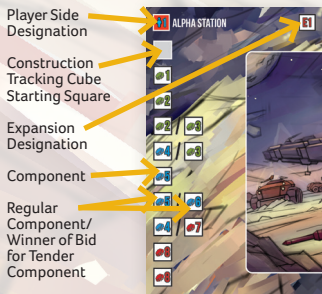 Player Side
Designation
Construction
Tracking Cube
Starting Square
Expansion
Designation
Component
Regular
Component/
Winner of Bid
for Tender
Component
ALPHA STATION
E1
1
2
2 / 3
4 / 3
5
5 / 6
4 / 7
8
8